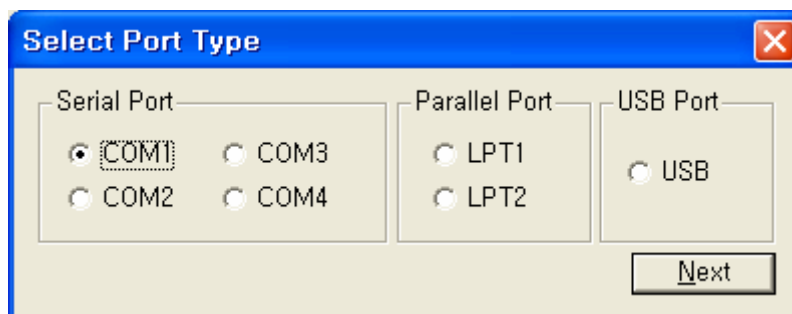 Select Port Type
Serial Port Parallel Port USB Port
COM1 COM3 LPT1 USB
COM2 COM4 LPT2
Next